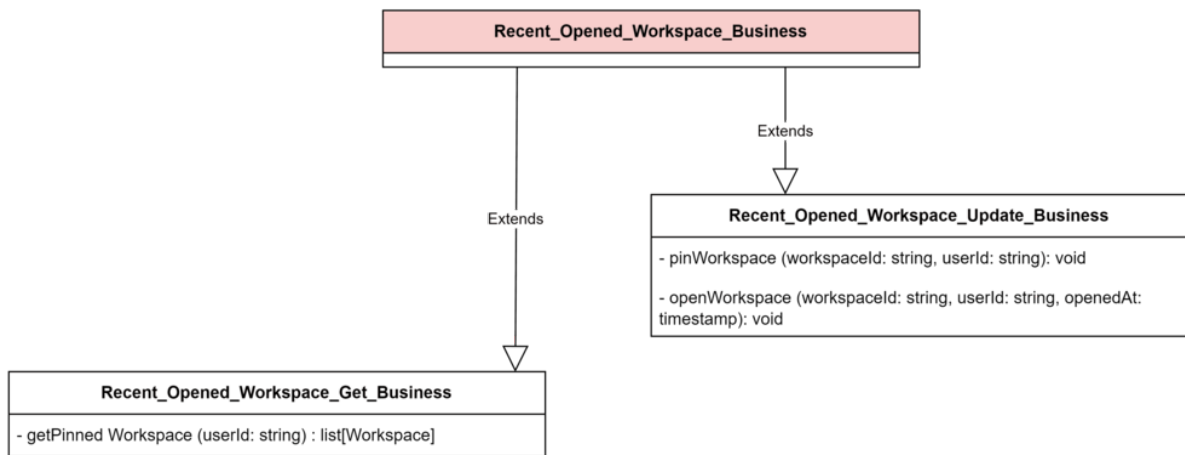 Recent_Opened_Workspace_Business
Extends
Recent_Opened_Workspace_Update_Business
- pinWorkspace (workspaceId: string, userId: string): void
- openWorkspace (workspaceId: string, userId: string, openedAt:
timestamp): void
Extends
Recent_Opened_Workspace_Get_Business
- getPinned Workspace (userId: string) : list[Workspace]